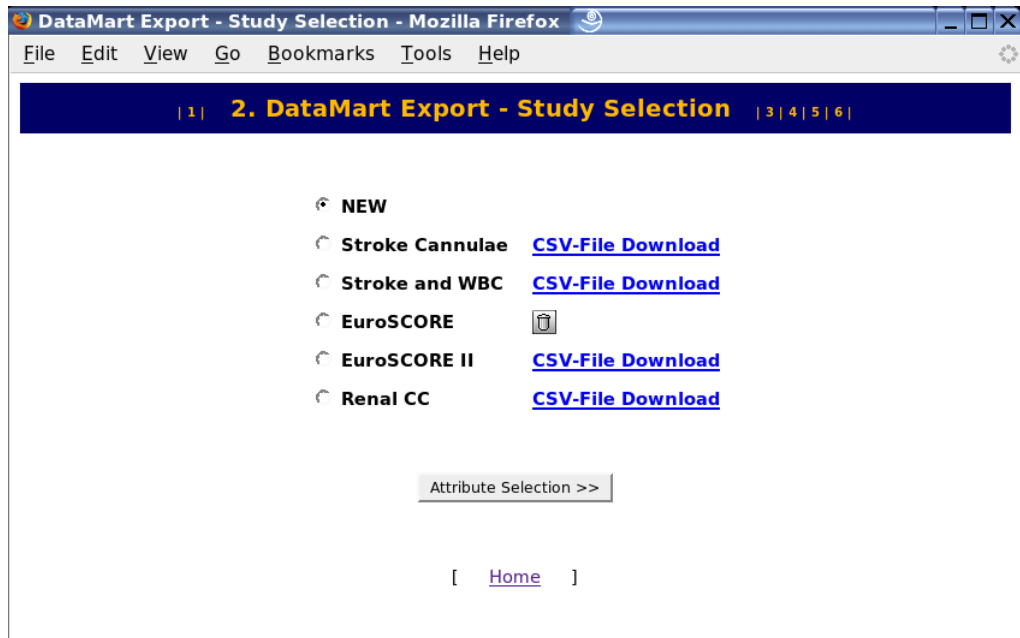 DataMart Export - Study Selection - Mozilla Firefox
File Edit View Go Bookmarks Tools Help
| 1 | 2. DataMart Export - Study Selection | 3 | 4 | 5 | 6 |
NEW
Stroke Cannulae CSV-File Download
Stroke and WBC CSV-File Download
EuroSCORE
EuroSCORE II CSV-File Download
Renal CC CSV-File Download
Attribute Selection >>
[ Home ]